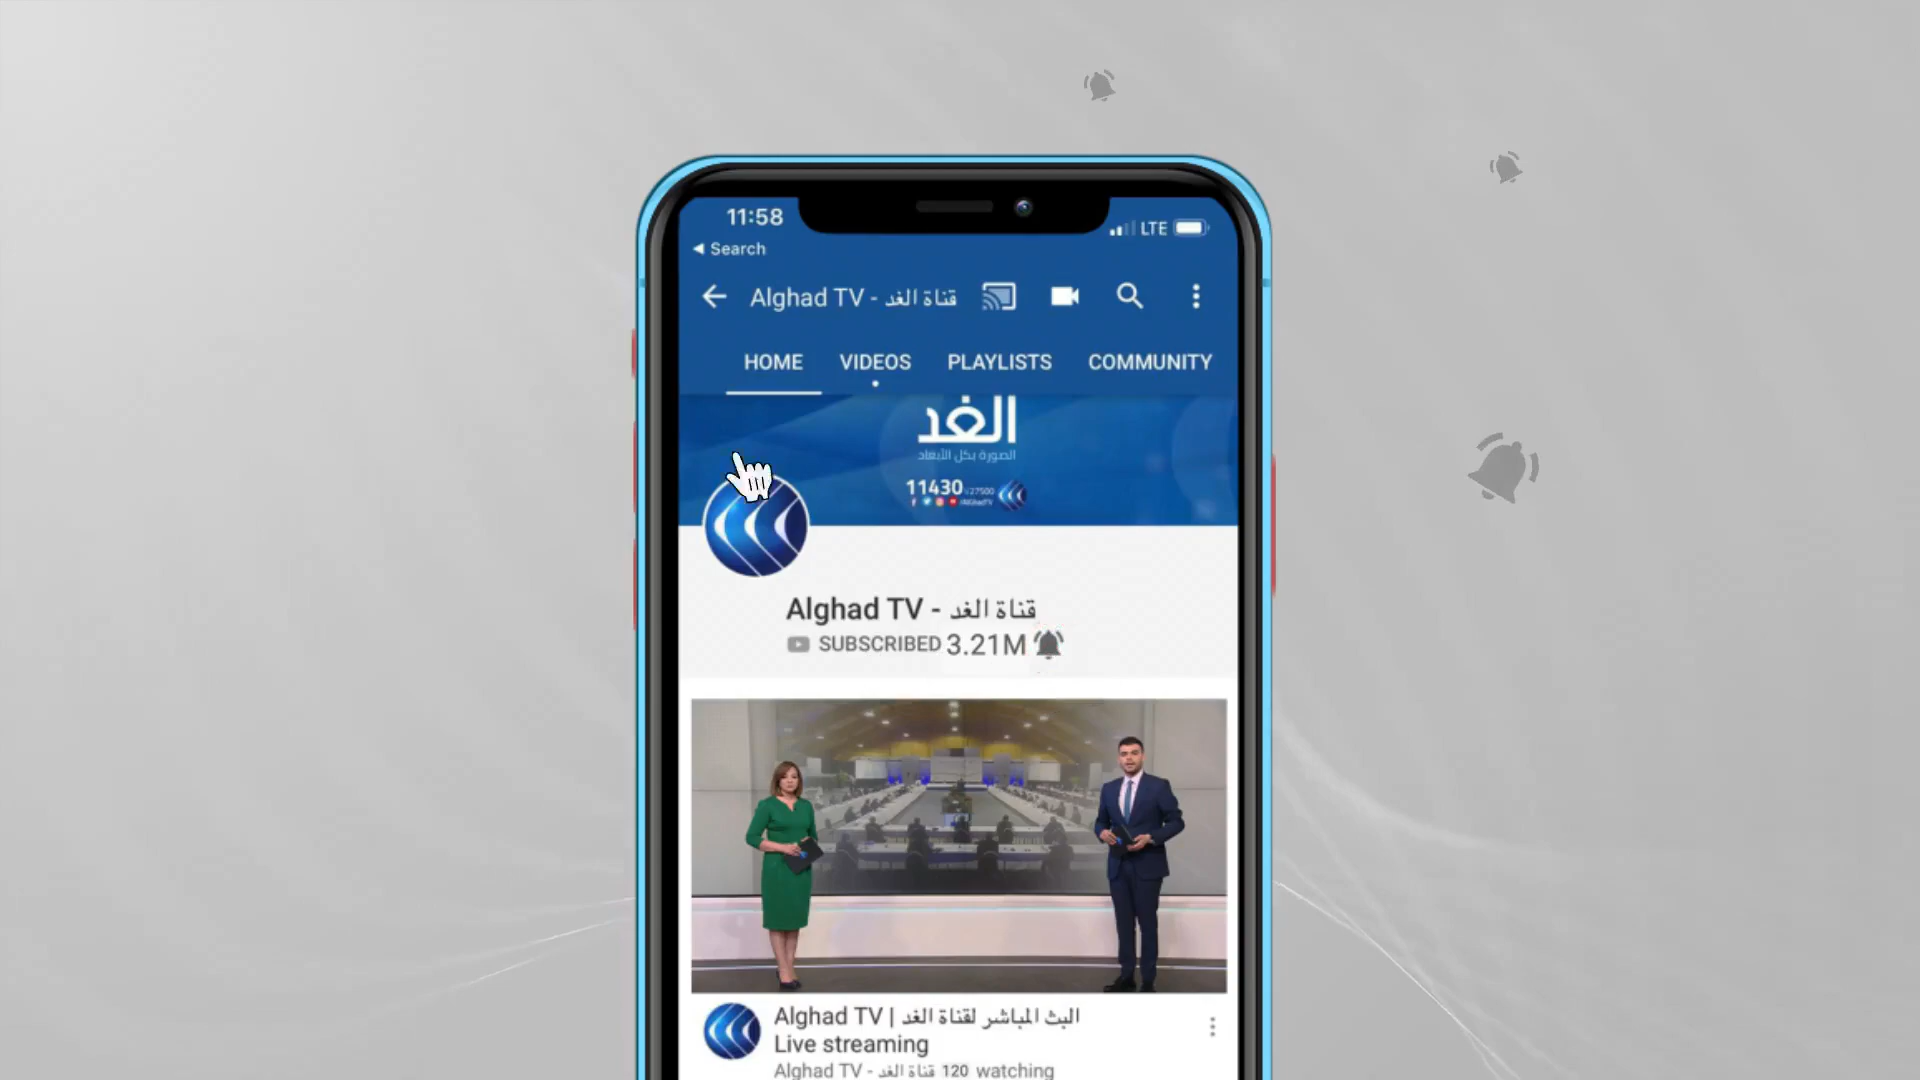 11:58
LTE
Search
Alghad TV - قناة الغد
HOME VIDEOS PLAYLISTS COMMUNITY
الغد
الصورة بكل الأبعاد
11430 27500
Alghad TV - قناة الغد
SUBSCRIBED 3.21M
Alghad TV | البث المباشر لقناة الغد
Live streaming
Alghad TV - قناة الغد 120 watching